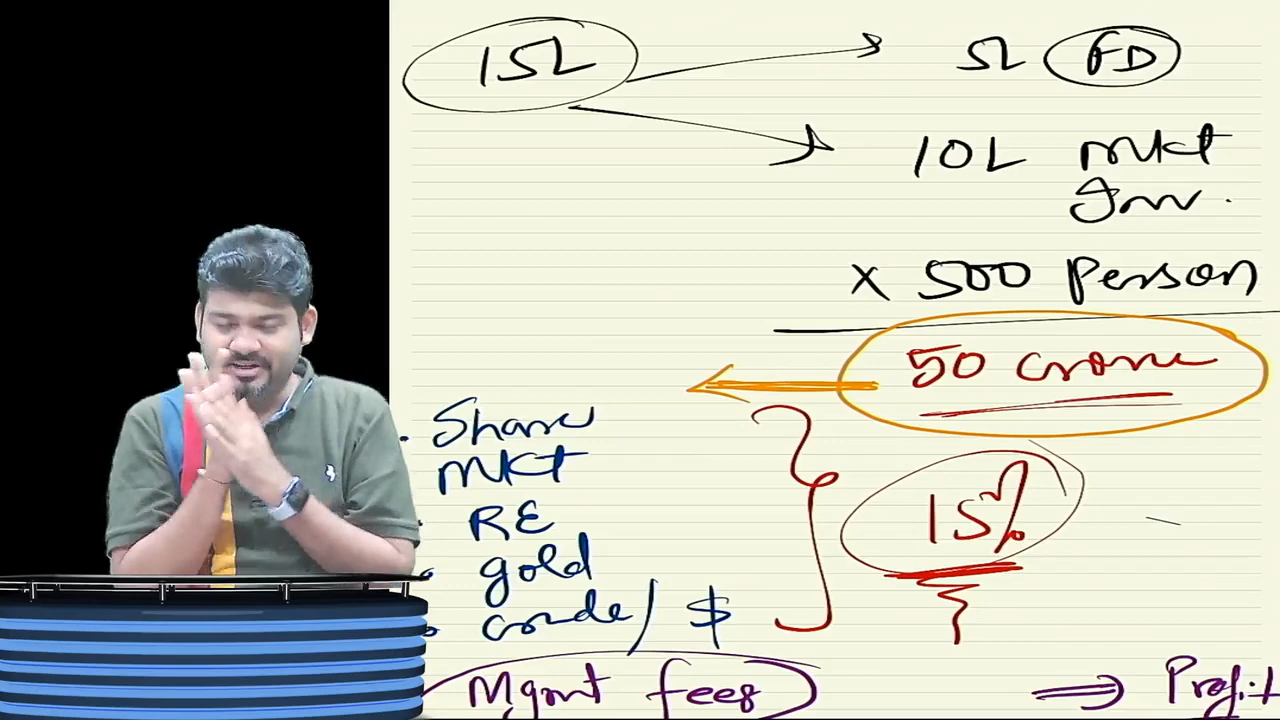 15L
5L FD
10L mkt
Inv.
x 500 Person
50 crore
Share
mkt
15%
RE
gold
crude / $
Mgmt fees ⇒ Profit